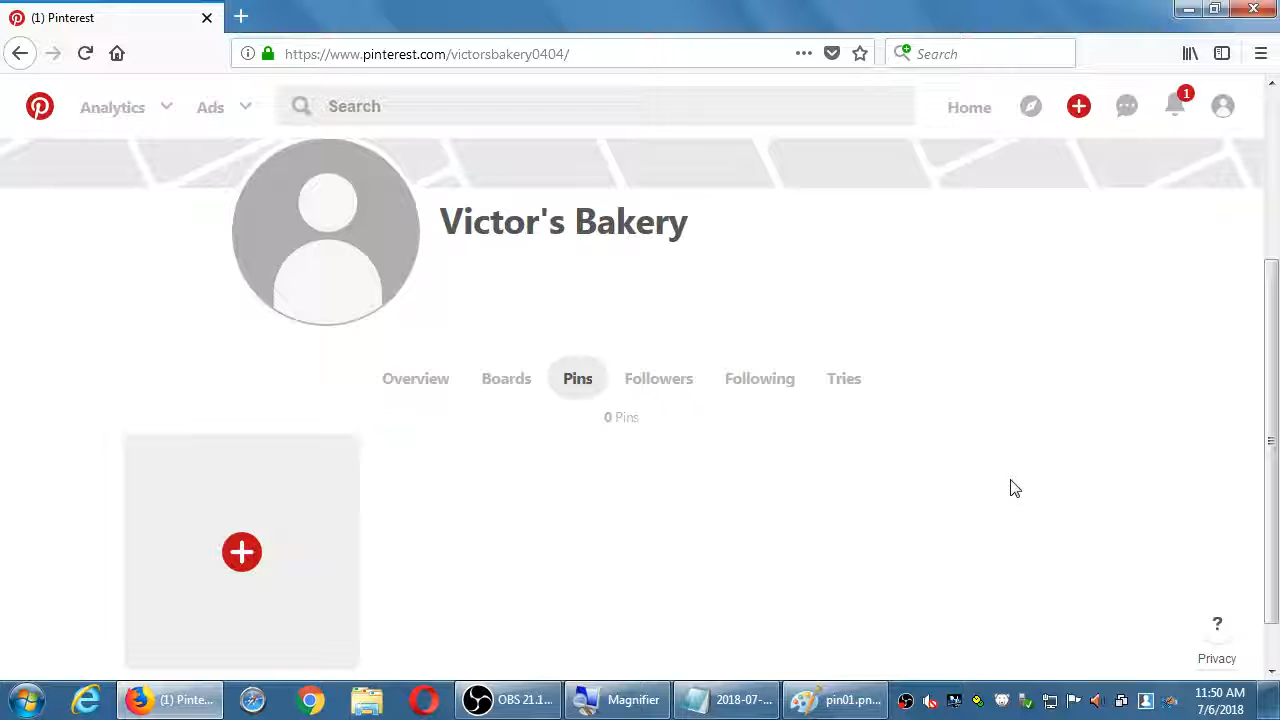 (1) Pinterest
https://www.pinterest.com/victorsbakery0404/
Search
Analytics
Ads
Search
Home
1
Victor's Bakery
Overview
Boards
Pins
Followers
Following
Tries
0 Pins
?
Privacy
(1) Pinte...
OBS 21.1...
Magnifier
2018-07-...
pin01.pn...
11:50 AM
7/6/2018